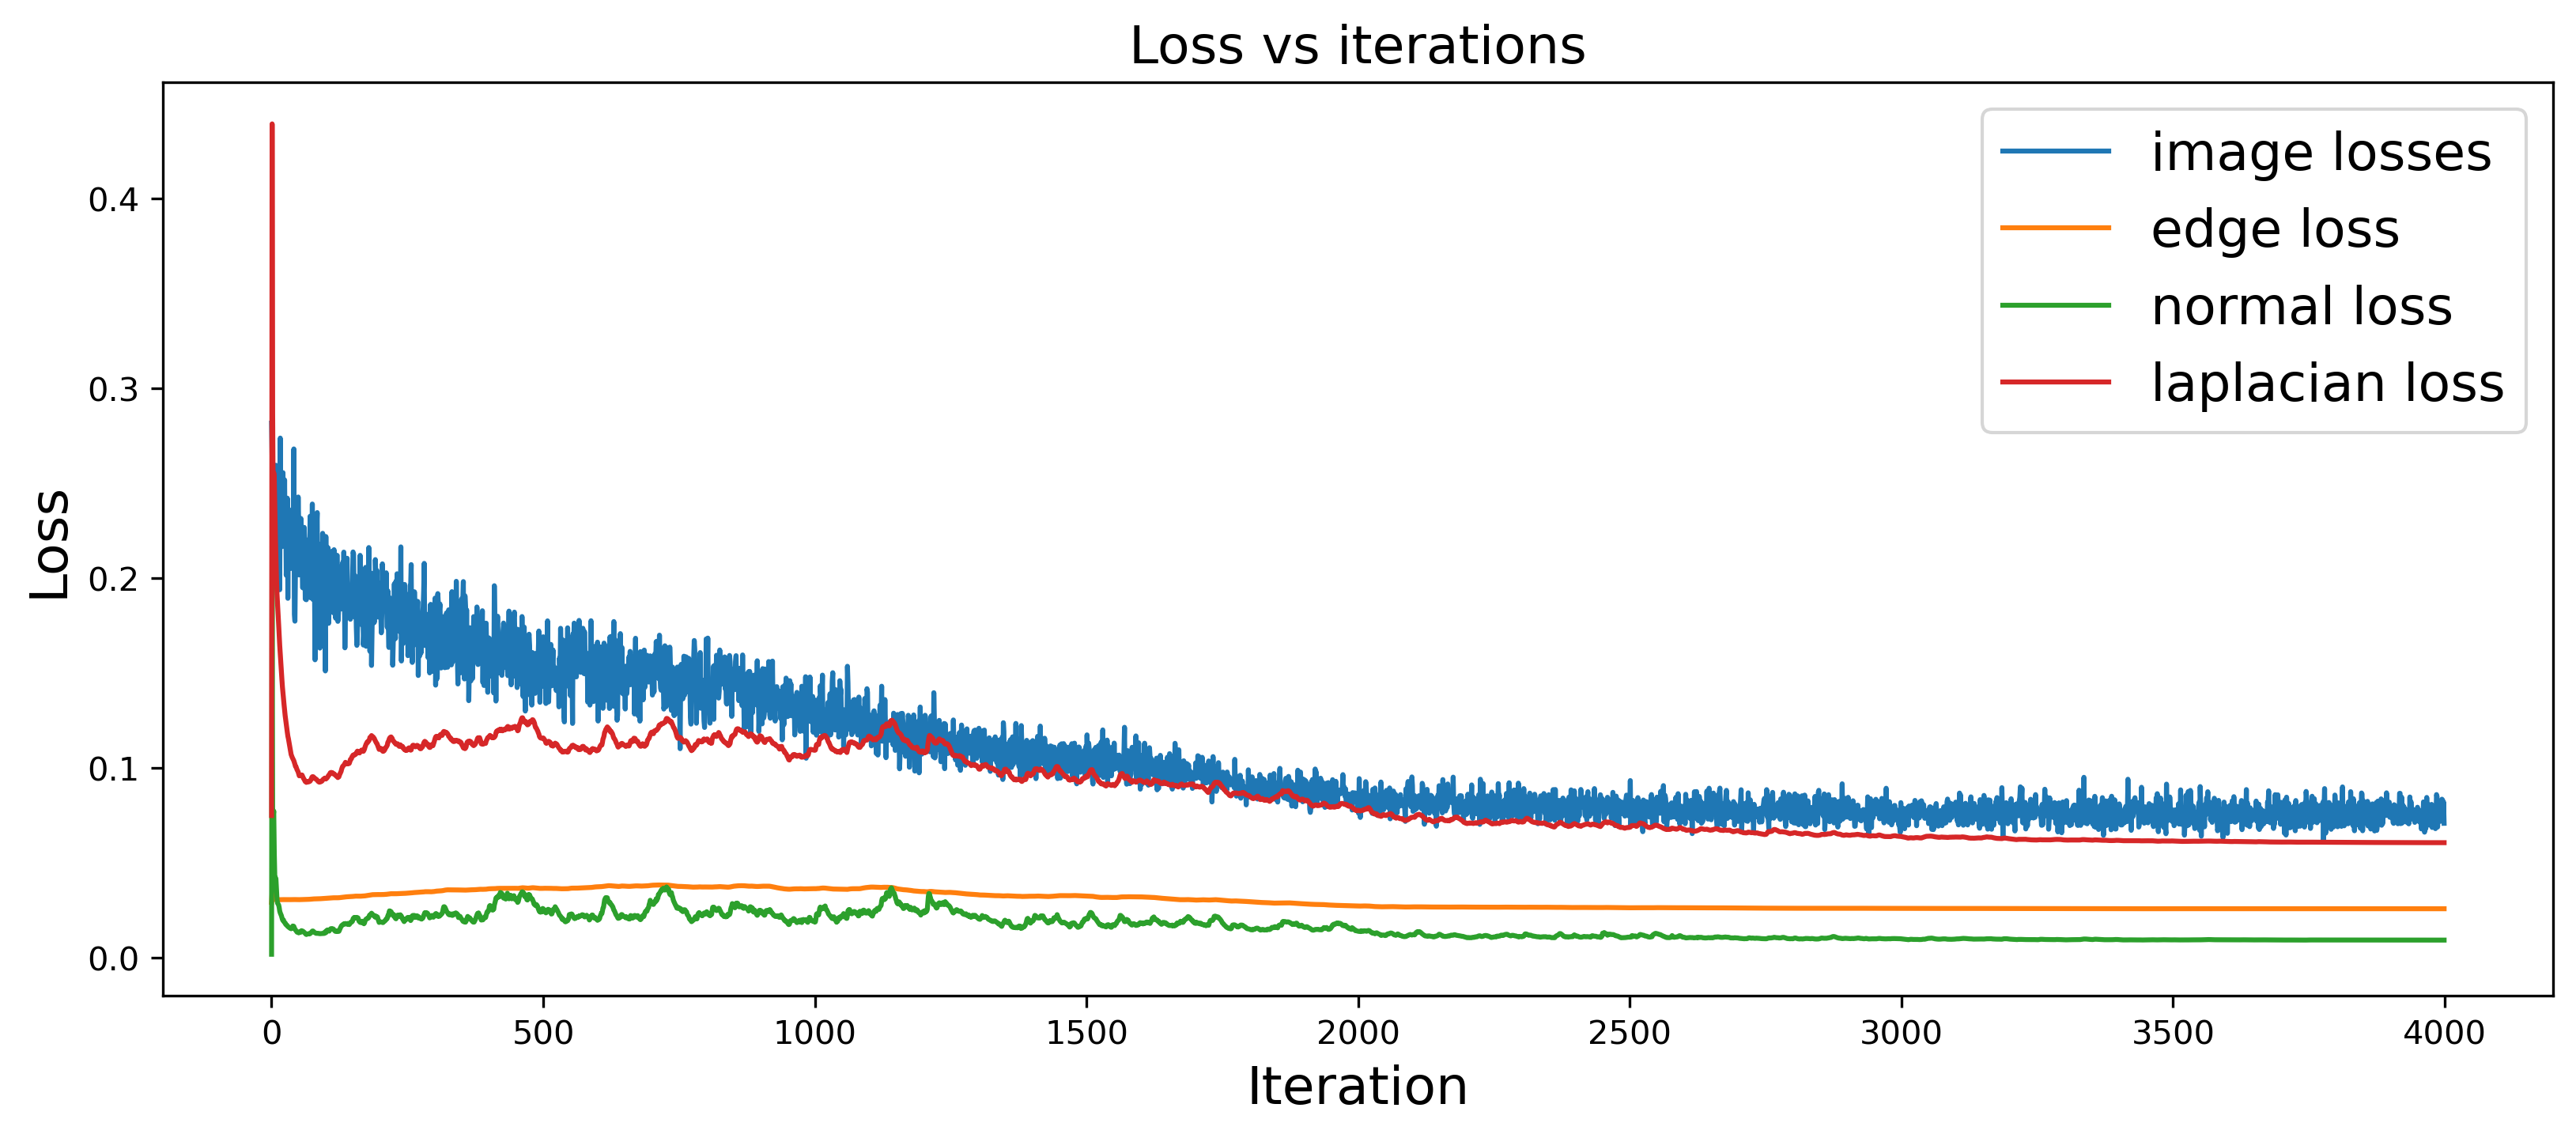 Loss vs iterations
image losses
edge loss
normal loss
laplacian loss
Loss
0.4
0.3
0.2
0.1
0.0
0 500 1000 1500 2000 2500 3000 3500 4000
Iteration